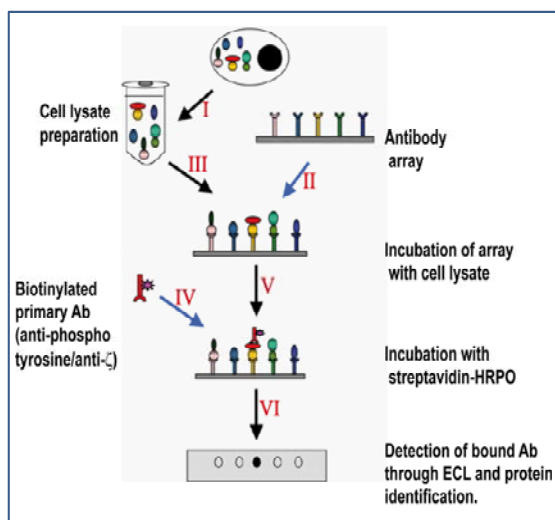 I
Cell lysate
preparation
Antibody
array
III
II
Incubation of array
with cell lysate
Biotinylated
primary Ab
(anti-phospho
tyrosine/anti-ζ)
IV
V
Incubation with
streptavidin-HRPO
VI
Detection of bound Ab
through ECL and protein
identification.